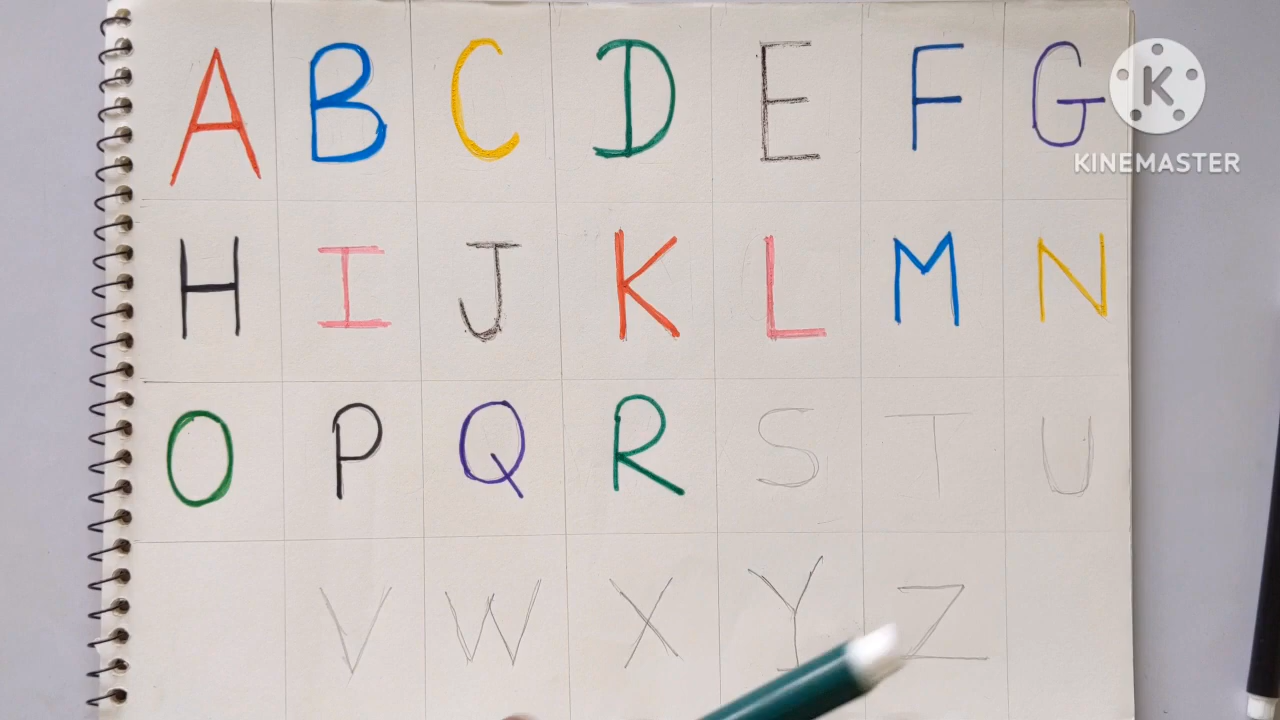 A B C D E F G
K
KINEMASTER
H I J K L M N
O P Q R S T U
V W X Y Z